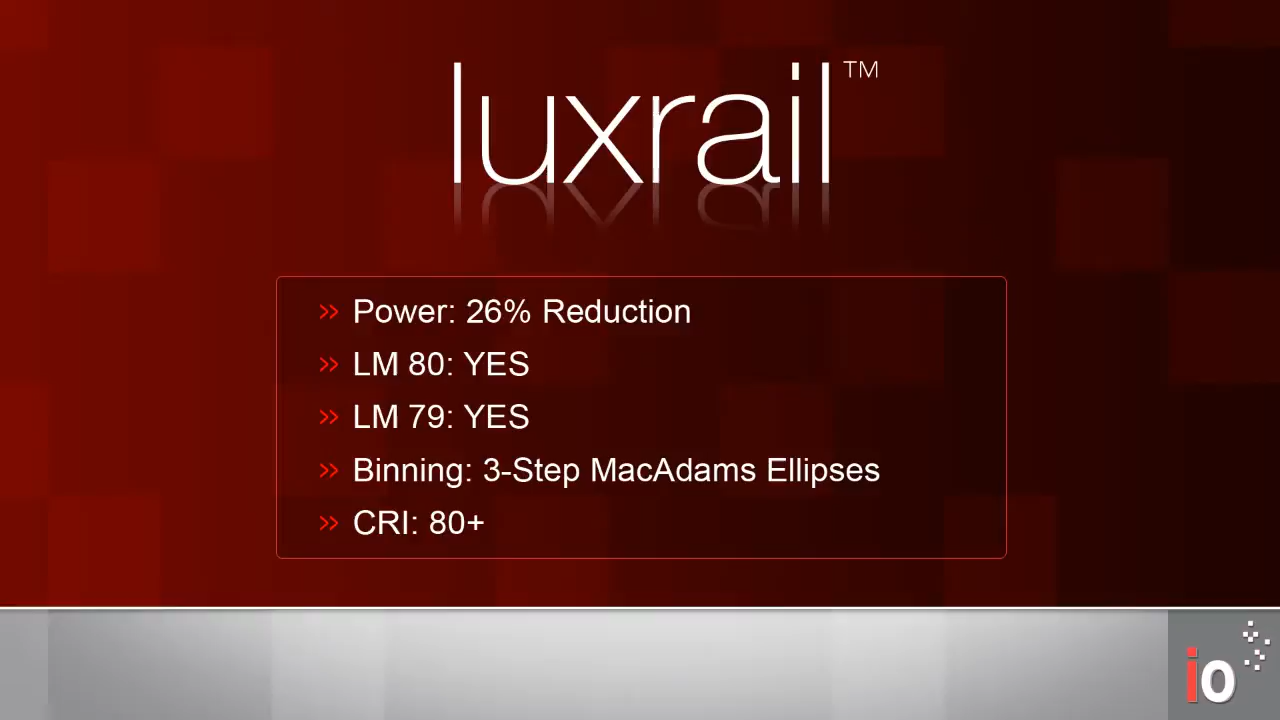 luxrail™
» Power: 26% Reduction
» LM 80: YES
» LM 79: YES
» Binning: 3-Step MacAdams Ellipses
» CRI: 80+
io